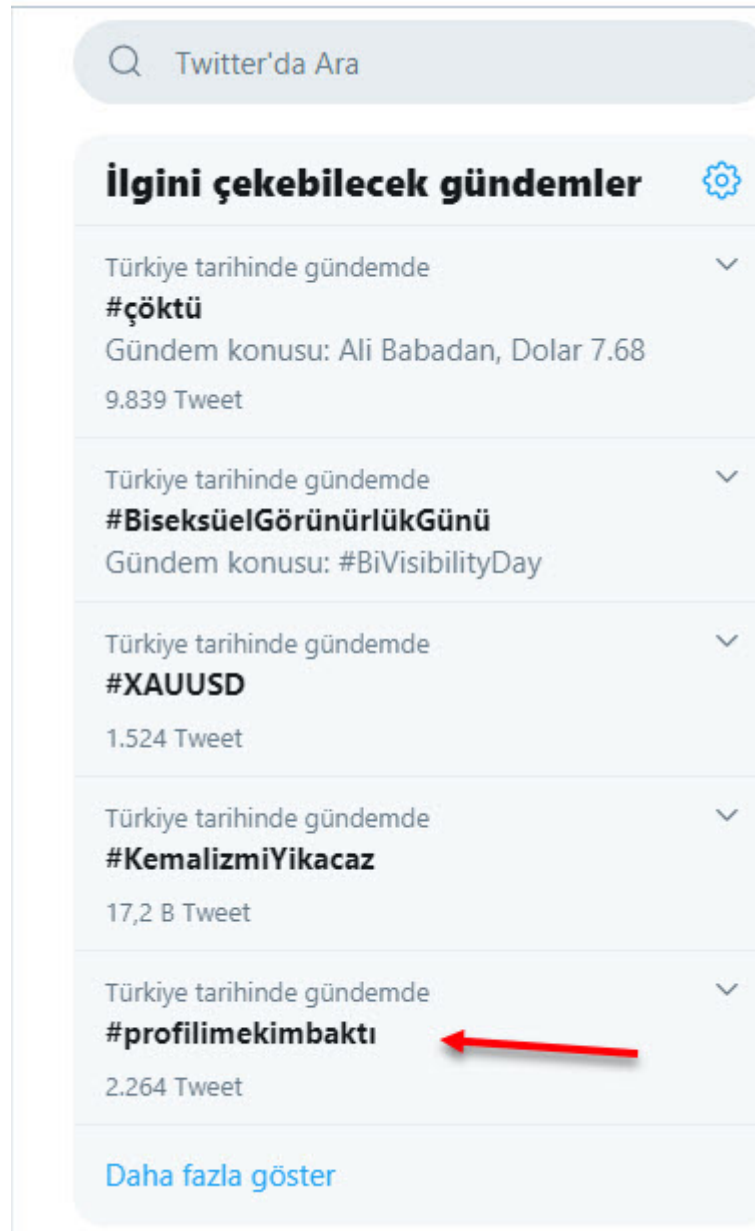 Twitter'da Ara
İlgini çekebilecek gündemler
Türkiye tarihinde gündemde
#çöktü
Gündem konusu: Ali Babadan, Dolar 7.68
9.839 Tweet
Türkiye tarihinde gündemde
#BiseksüelGörünürlükGünü
Gündem konusu: #BiVisibilityDay
Türkiye tarihinde gündemde
#XAUUSD
1.524 Tweet
Türkiye tarihinde gündemde
#KemalizmiYikacaz
17,2 B Tweet
Türkiye tarihinde gündemde
#profilimekimbaktı
2.264 Tweet
Daha fazla göster